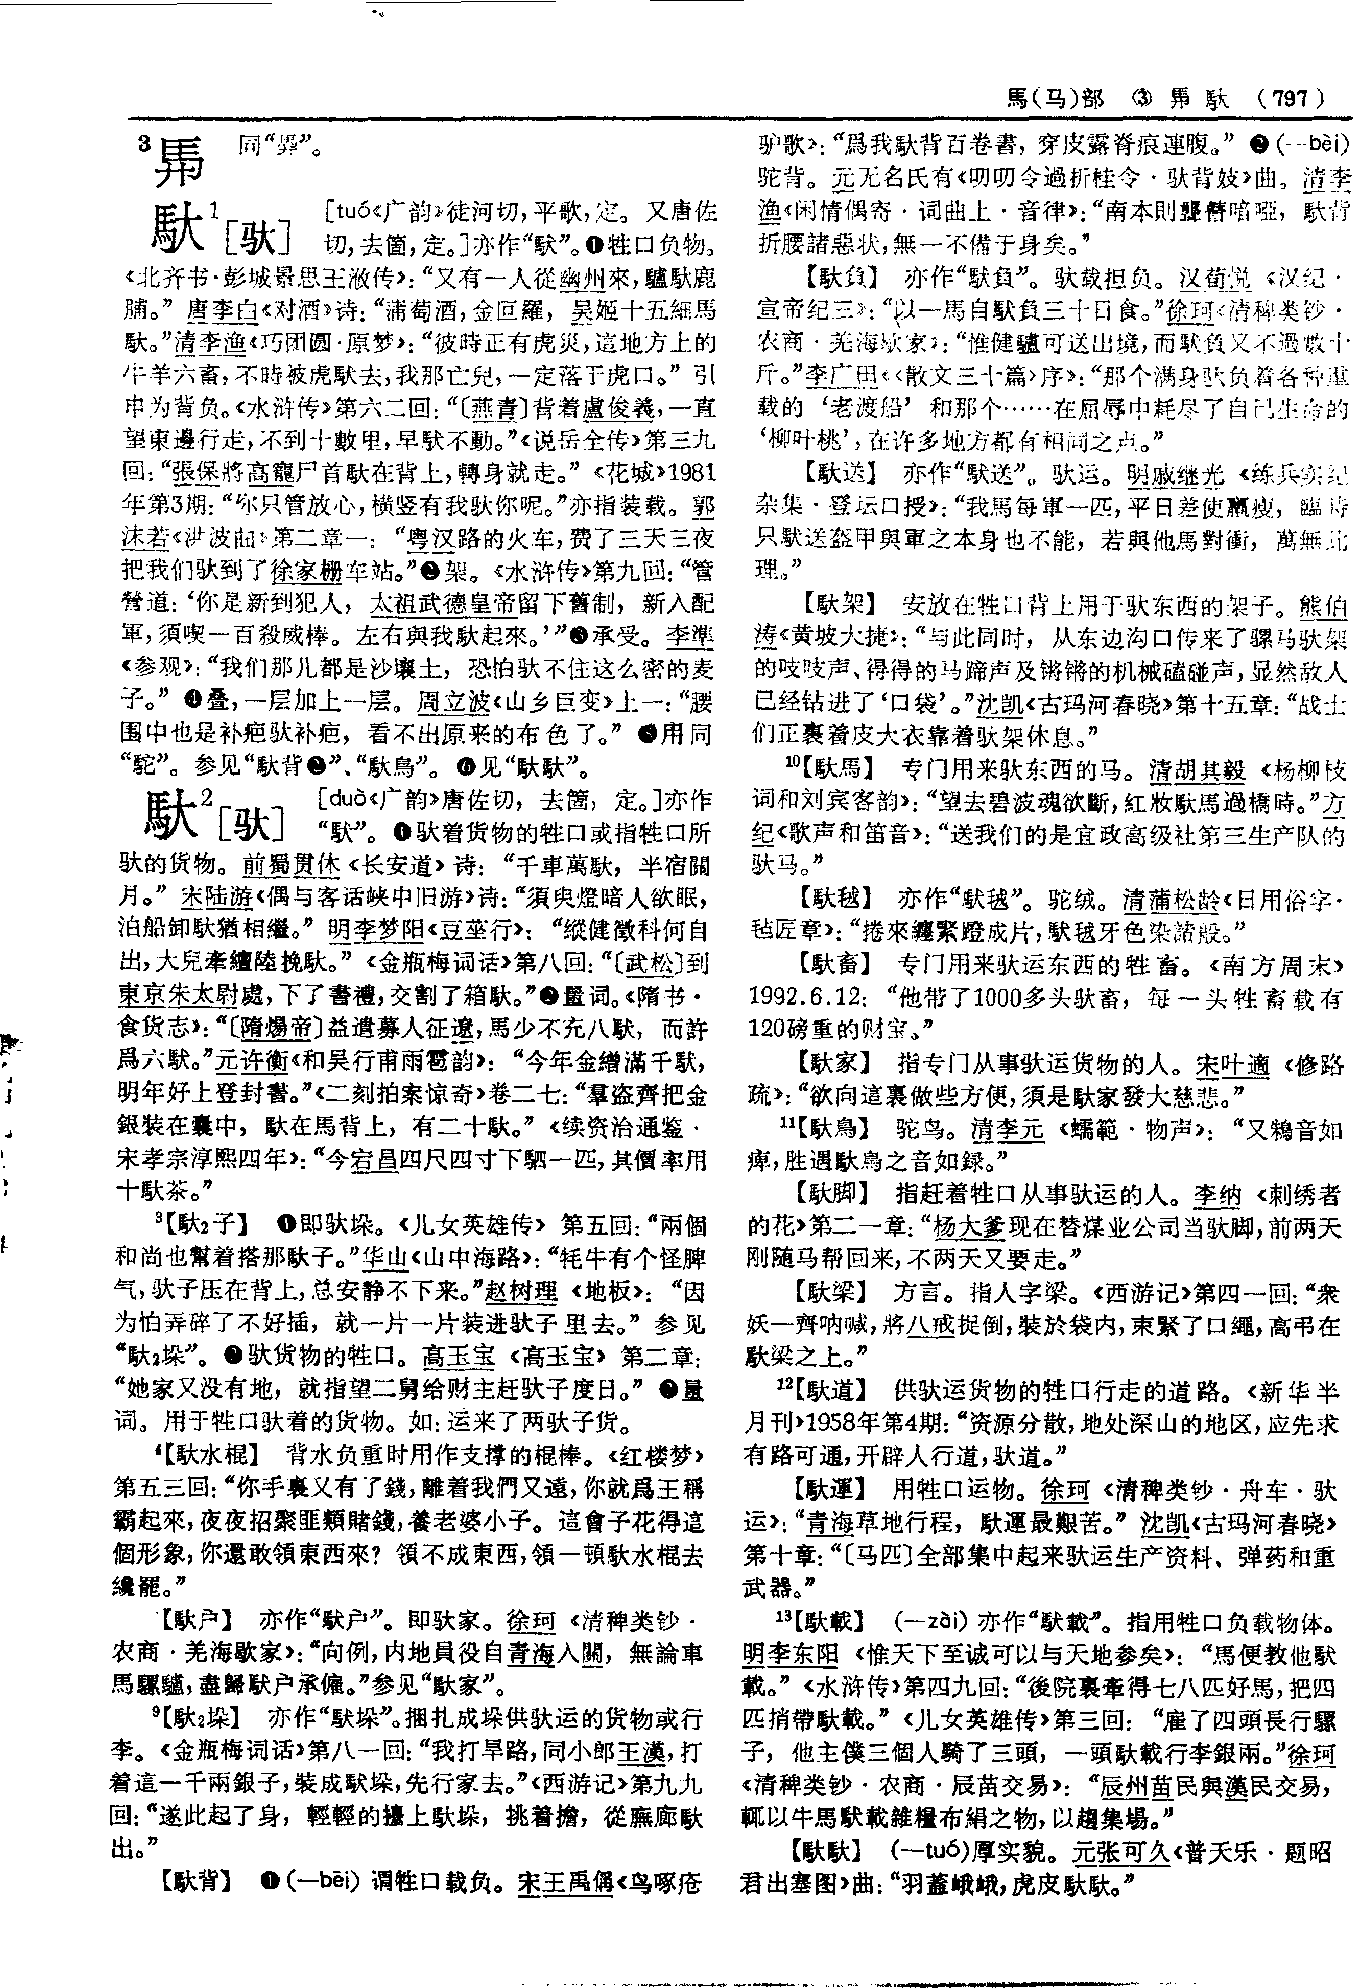 馬(马)部 ③ 馵 馱 (797)
3 同“馵”。
馱1[驮] [tuó《广韵》徒河切,平歌,定。又唐佐
切,去箇,定。]亦作“䭾”。❶牲口负物。
《北齐书·彭城景思王浟传》:“又有一人從幽州來,驢馱鹿
脯。”唐李白《对酒》诗:“蒲萄酒,金叵羅,吴姬十五細馬
馱。”清李渔《巧团圆·原梦》:“彼時正有虎災,這地方上的
牛羊六畜,不時被虎馱去,我那亡兒,一定落于虎口。”引
申为背负。《水浒传》第六二回:“〔燕青〕背着盧俊義,一直
望東邊行走,不到十數里,早馱不動。”《说岳全传》第三九
回:“張保將高寵尸首馱在背上,轉身就走。”《花城》1981
年第3期:“你只管放心,横竖有我驮你呢。”亦指装载。郭
沫若《洪波曲》第二章一:“粤汉路的火车,费了三天三夜
把我们驮到了徐家棚车站。”❷架。《水浒传》第九回:“管
營道:‘你是新到犯人,太祖武德皇帝留下舊制,新入配
軍,須喫一百殺威棒。左右與我馱起來。’”❸承受。李準
《参观》:“我们那儿都是沙壤土,恐怕驮不住这么密的麦
子。”❹叠,一层加上一层。周立波《山乡巨变》上一:“腰
围中也是补疤驮补疤,看不出原来的布色了。”❺用同
“駝”。参见“馱背❷”、“馱鳥”。❻见“馱馱”。
馱2[驮] [duò《广韵》唐佐切,去箇,定。]亦作
“䭾”。❶驮着货物的牲口或指牲口所
驮的货物。前蜀贯休《长安道》诗:“千車萬馱,半宿關
月。”宋陆游《偶与客话峡中旧游》诗:“須臾燈暗人欲眠,
泊船卸馱猶相繼。”明李梦阳《豆莝行》:“縱健徵科何自
出,大兒牽纏陸挽馱。”《金瓶梅词话》第八回:“〔武松〕到
東京朱太尉處,下了書禮,交割了箱馱。”❷量词。《隋书·
食货志》:“〔隋煬帝〕益遣募人征遼,馬少不充八馱,而許
爲六馱。”元许衡《和吴行甫雨雹韵》:“今年金繒滿千馱,
明年好上登封書。”《二刻拍案惊奇》卷二七:“羣盗齊把金
銀裝在囊中,馱在馬背上,有二十馱。”《续资治通鉴·
宋孝宗淳熙四年》:“今宕昌四尺四寸下駟一匹,其價率用
十馱茶。”
3【馱2子】 ❶即驮垛。《儿女英雄传》第五回:“兩個
和尚也幫着搭那馱子。”华山《山中海路》:“牦牛有个怪脾
气,驮子压在背上,总安静不下来。”赵树理《地板》:“因
为怕弄碎了不好插,就一片一片装进驮子里去。”参见
“馱2垛”。❷驮货物的牲口。高玉宝《高玉宝》第二章:
“她家又没有地,就指望二舅给财主赶驮子度日。”❸量
词。用于牲口驮着的货物。如:运来了两驮子货。
4【馱水棍】 背水负重时用作支撑的棍棒。《红楼梦》
第五三回:“你手裏又有了錢,離着我們又遠,你就爲王稱
霸起來,夜夜招聚匪類賭錢,養老婆小子。這會子花得這
個形象,你還敢領東西來?領不成東西,領一頓馱水棍去
纔罷。”
【馱户】 亦作“䭾户”。即驮家。徐珂《清稗类钞·
农商·羌海歇家》:“向例,内地員役自青海入關,無論車
馬騾驢,盡歸馱户承僱。”参见“馱家”。
9【馱2垛】 亦作“䭾垛”。捆扎成垛供驮运的货物或行
李。《金瓶梅词话》第八一回:“我打旱路,同小郎王漢,打
着這一千兩銀子,裝成馱垛,先行家去。”《西游记》第九九
回:“遂此起了身,輕輕的擡上馱垛,挑着擔,從廡廊馱
出。”
【馱背】 ❶(—bēi) 谓牲口载负。宋王禹偁《乌啄疮
驴歌》:“爲我馱背百卷書,穿皮露脊痕連腹。”❷(—bèi)
驼背。元无名氏有《叨叨令過折桂令·驮背妓》曲。清李
渔《闲情偶寄·词曲上·音律》:“南本則聾瞽喑啞,馱背
折腰諸惡状,無一不備于身矣。”
【馱負】 亦作“䭾負”。驮载担负。汉荀悦《汉纪·
宣帝纪三》:“以一馬自馱負三十日食。”徐珂《清稗类钞·
农商·羌海歇家》:“惟健驢可送出境,而馱負又不過數十
斤。”李广田《〈散文三十篇〉序》:“那个满身驮负着各种重
载的‘老渡船’和那个……在屈辱中耗尽了自己生命的
‘柳叶桃’,在许多地方都有相同之点。”
【馱送】 亦作“䭾送”。驮运。明戚继光《练兵实纪
杂集·登坛口授》:“我馬每軍一匹,平日差使羸瘦,臨時
只馱送盔甲與軍之本身也不能,若與他馬對衝,萬無此
理。”
【馱架】 安放在牲口背上用于驮东西的架子。熊伯
涛《黄坡大捷》:“与此同时,从东边沟口传来了骡马驮架
的吱吱声、得得的马蹄声及锵锵的机械磕碰声,显然敌人
已经钻进了‘口袋’。”沈凯《古玛河春晓》第十五章:“战士
们正裹着皮大衣靠着驮架休息。”
10【馱馬】 专门用来驮东西的马。清胡其毅《杨柳枝
词和刘宾客韵》:“望去碧波魂欲斷,紅妝馱馬過橋時。”方
纪《歌声和笛音》:“送我们的是宜政高级社第三生产队的
驮马。”
【馱毧】 亦作“䭾毧”。驼绒。清蒲松龄《日用俗字·
毡匠章》:“捲來纏緊蹬成片,馱毧牙色染諸般。”
【馱畜】 专门用来驮运东西的牲畜。《南方周末》
1992.6.12:“他带了1000多头驮畜,每一头牲畜载有
120磅重的财宝。”
【馱家】 指专门从事驮运货物的人。宋叶適《修路
疏》:“欲向這裏做些方便,須是馱家發大慈悲。”
11【馱鳥】 驼鸟。清李元《蠕範·物声》:“又鴉音如
痺,胜遇馱鳥之音如録。”
【馱脚】 指赶着牲口从事驮运的人。李纳《刺绣者
的花》第二一章:“杨大爹现在替煤业公司当驮脚,前两天
刚随马帮回来,不两天又要走。”
【馱梁】 方言。指人字梁。《西游记》第四一回:“衆
妖一齊呐喊,將八戒捉倒,裝於袋内,束緊了口繩,高弔在
馱梁之上。”
12【馱道】 供驮运货物的牲口行走的道路。《新华半
月刊》1958年第4期:“资源分散,地处深山的地区,应先求
有路可通,开辟人行道,驮道。”
【馱運】 用牲口运物。徐珂《清稗类钞·舟车·驮
运》:“青海草地行程,馱運最艱苦。”沈凯《古玛河春晓》
第十章:“〔马匹〕全部集中起来驮运生产资料、弹药和重
武器。”
13【馱載】 (—zài) 亦作“䭾載”。指用牲口负载物体。
明李东阳《惟天下至诚可以与天地参矣》:“馬便教他馱
載。”《水浒传》第四九回:“後院裏牽得七八匹好馬,把四
匹捎帶馱載。”《儿女英雄传》第三回:“雇了四頭長行騾
子,他主僕三個人騎了三頭,一頭馱載行李銀兩。”徐珂
《清稗类钞·农商·辰苗交易》:“辰州苗民與漢民交易,
輒以牛馬馱載雜糧布絹之物,以趨集場。”
【馱馱】 (—tuó)厚实貌。元张可久《普天乐·题昭
君出塞图》曲:“羽蓋峨峨,虎皮馱馱。”